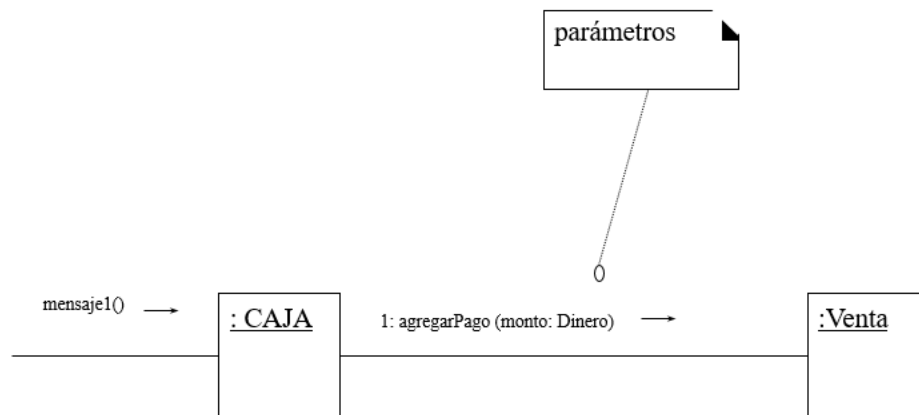 parámetros
mensaje1()
: CAJA
1: agregarPago (monto: Dinero)
:Venta